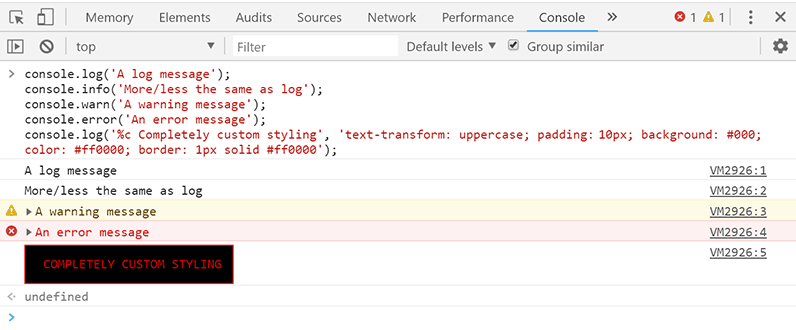 Memory Elements Audits Sources Network Performance Console » 1 1
top Filter Default levels Group similar
> console.log('A log message');
console.info('More/less the same as log');
console.warn('A warning message');
console.error('An error message');
console.log('%c Completely custom styling', 'text-transform: uppercase; padding: 10px; background: #000;
color: #ff0000; border: 1px solid #ff0000');
A log message VM2926:1
More/less the same as log VM2926:2
A warning message VM2926:3
An error message VM2926:4
COMPLETELY CUSTOM STYLING VM2926:5
undefined
>